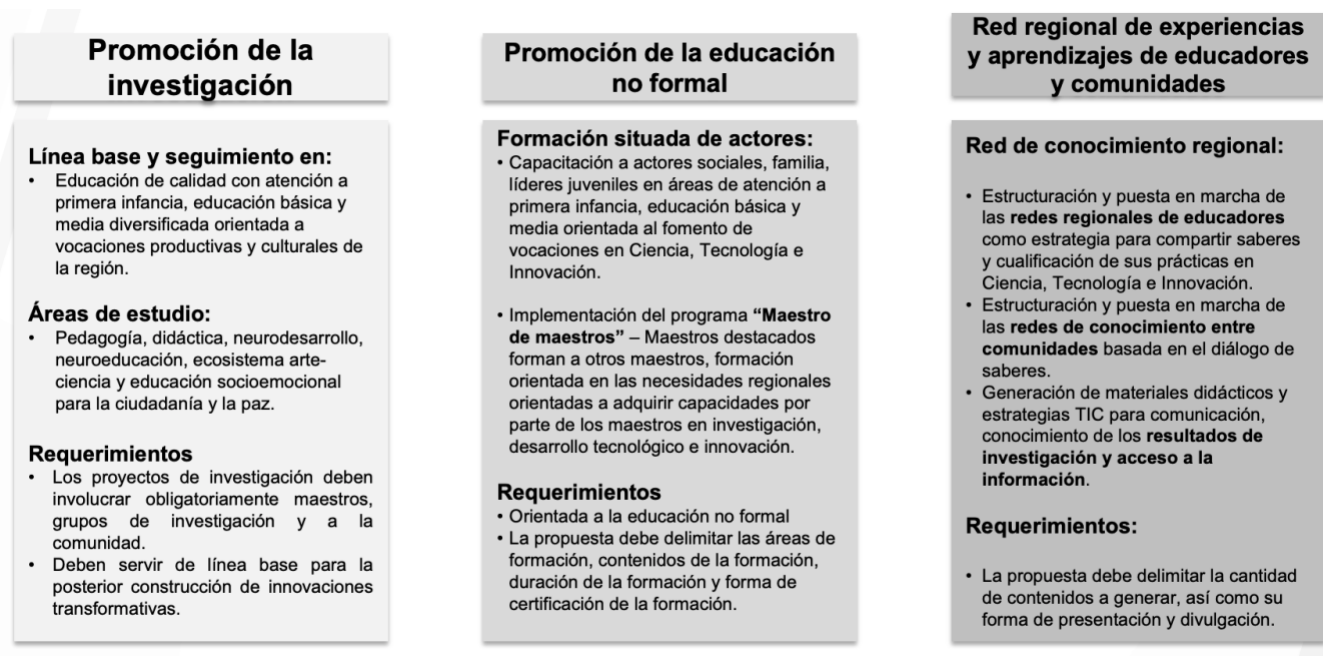 Promoción de la
investigación
Línea base y seguimiento en:
• Educación de calidad con atención a
primera infancia, educación básica y
media diversificada orientada a
vocaciones productivas y culturales de
la región.
Áreas de estudio:
• Pedagogía, didáctica, neurodesarrollo,
neuroeducación, ecosistema arte-
ciencia y educación socioemocional
para la ciudadanía y la paz.
Requerimientos
• Los proyectos de investigación deben
involucrar obligatoriamente maestros,
grupos de investigación y a la
comunidad.
• Deben servir de línea base para la
posterior construcción de innovaciones
transformativas.
Promoción de la educación
no formal
Formación situada de actores:
• Capacitación a actores sociales, familia,
líderes juveniles en áreas de atención a
primera infancia, educación básica y
media orientada al fomento de
vocaciones en Ciencia, Tecnología e
Innovación.
• Implementación del programa “Maestro
de maestros” – Maestros destacados
forman a otros maestros, formación
orientada en las necesidades regionales
orientadas a adquirir capacidades por
parte de los maestros en investigación,
desarrollo tecnológico e innovación.
Requerimientos
• Orientada a la educación no formal
• La propuesta debe delimitar las áreas de
formación, contenidos de la formación,
duración de la formación y forma de
certificación de la formación.
Red regional de experiencias
y aprendizajes de educadores
y comunidades
Red de conocimiento regional:
• Estructuración y puesta en marcha de
las redes regionales de educadores
como estrategia para compartir saberes
y cualificación de sus prácticas en
Ciencia, Tecnología e Innovación.
• Estructuración y puesta en marcha de
las redes de conocimiento entre
comunidades basada en el diálogo de
saberes.
• Generación de materiales didácticos y
estrategias TIC para comunicación,
conocimiento de los resultados de
investigación y acceso a la
información.
Requerimientos:
• La propuesta debe delimitar la cantidad
de contenidos a generar, así como su
forma de presentación y divulgación.